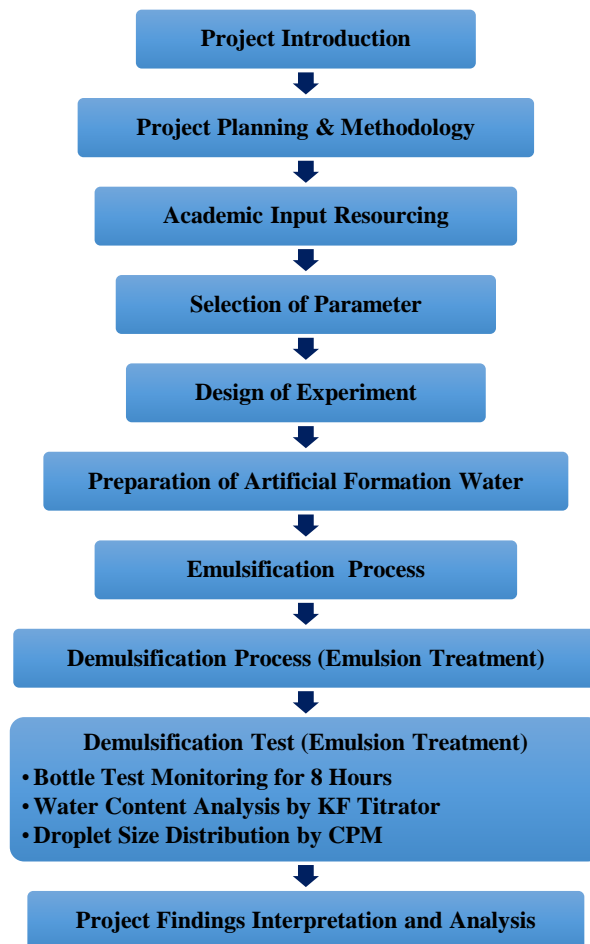 Project Introduction
Project Planning & Methodology
Academic Input Resourcing
Selection of Parameter
Design of Experiment
Preparation of Artificial Formation Water
Emulsification Process
Demulsification Process (Emulsion Treatment)
Demulsification Test (Emulsion Treatment)
• Bottle Test Monitoring for 8 Hours
• Water Content Analysis by KF Titrator
• Droplet Size Distribution by CPM
Project Findings Interpretation and Analysis